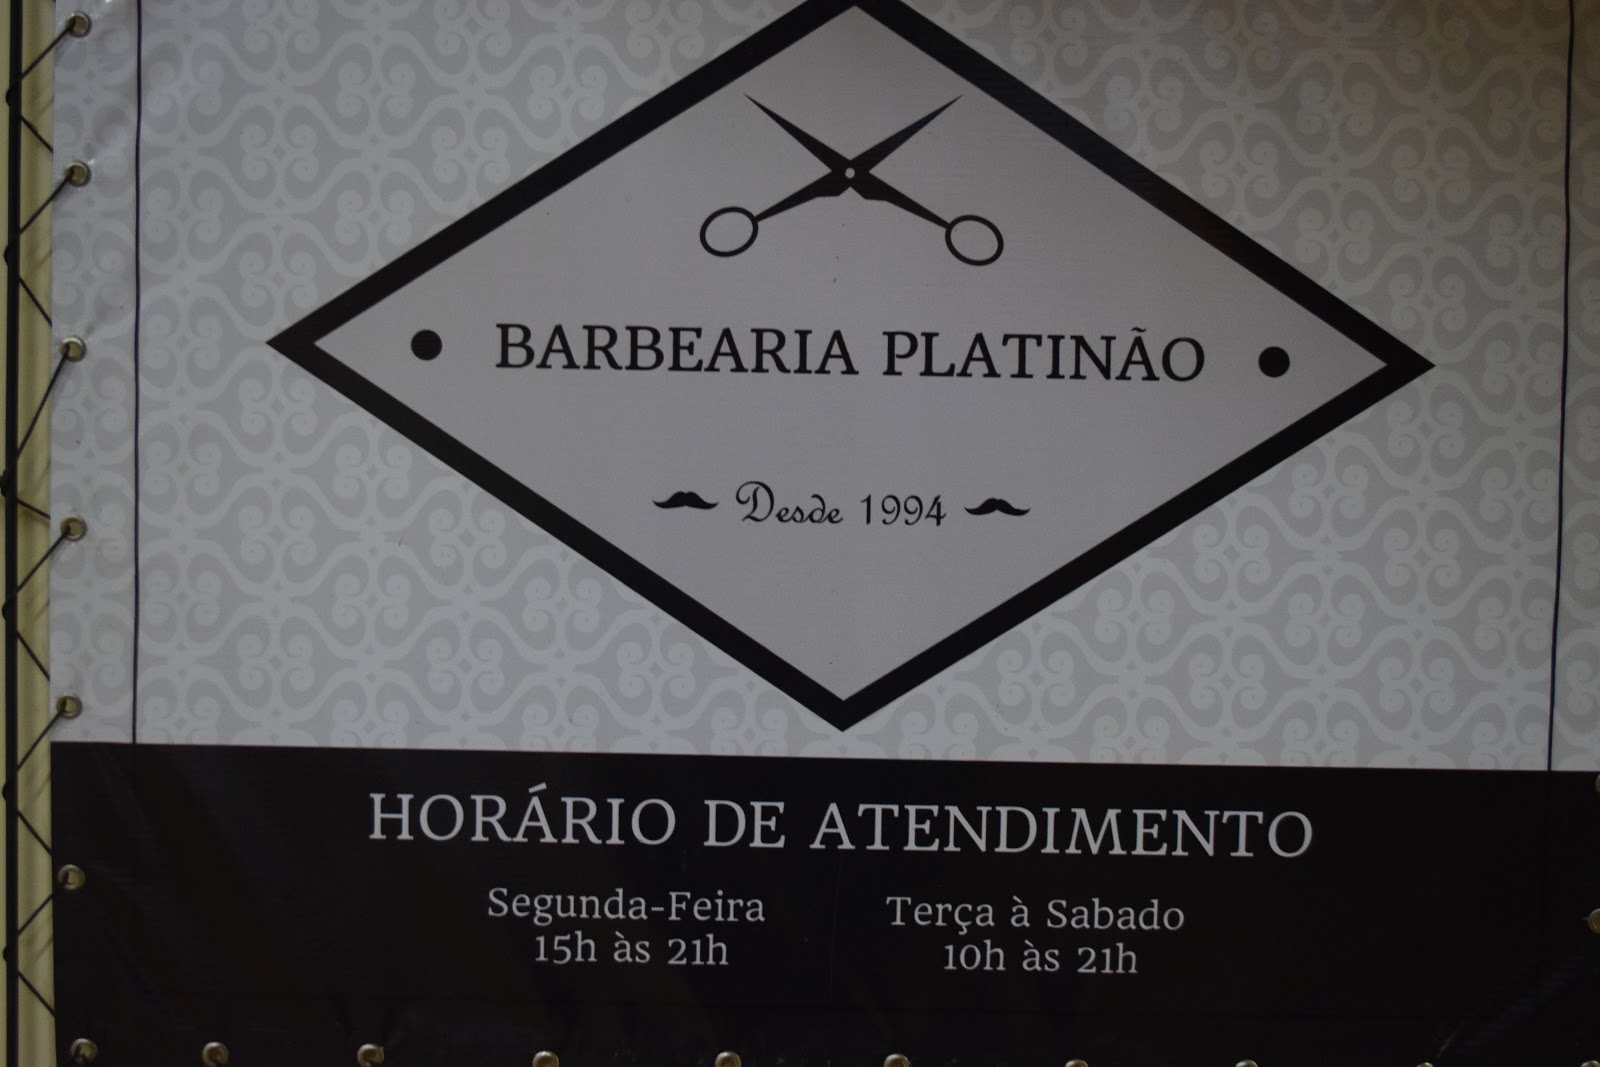 BARBEARIA PLATINÃO
Desde 1994
HORÁRIO DE ATENDIMENTO
Segunda-Feira
15h às 21h
Terça à Sabado
10h às 21h